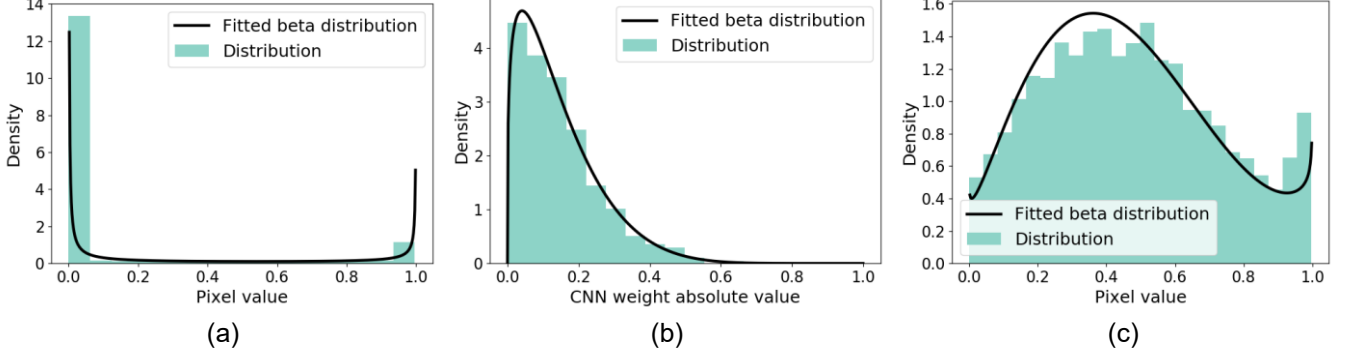 14
12
10
8
6
4
2
0
Density
Fitted beta distribution
Distribution
0.0 0.2 0.4 0.6 0.8 1.0
Pixel value
(a)
4
3
2
1
0
Density
Fitted beta distribution
Distribution
0.0 0.2 0.4 0.6 0.8 1.0
CNN weight absolute value
(b)
1.6
1.4
1.2
1.0
0.8
0.6
0.4
0.2
0.0
Density
Fitted beta distribution
Distribution
0.0 0.2 0.4 0.6 0.8 1.0
Pixel value
(c)